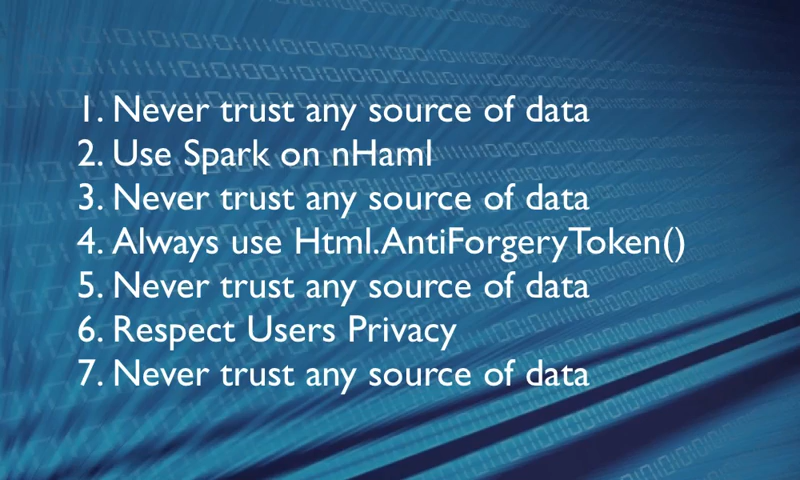 1. Never trust any source of data
2. Use Spark on nHaml
3. Never trust any source of data
4. Always use Html.AntiForgeryToken()
5. Never trust any source of data
6. Respect Users Privacy
7. Never trust any source of data